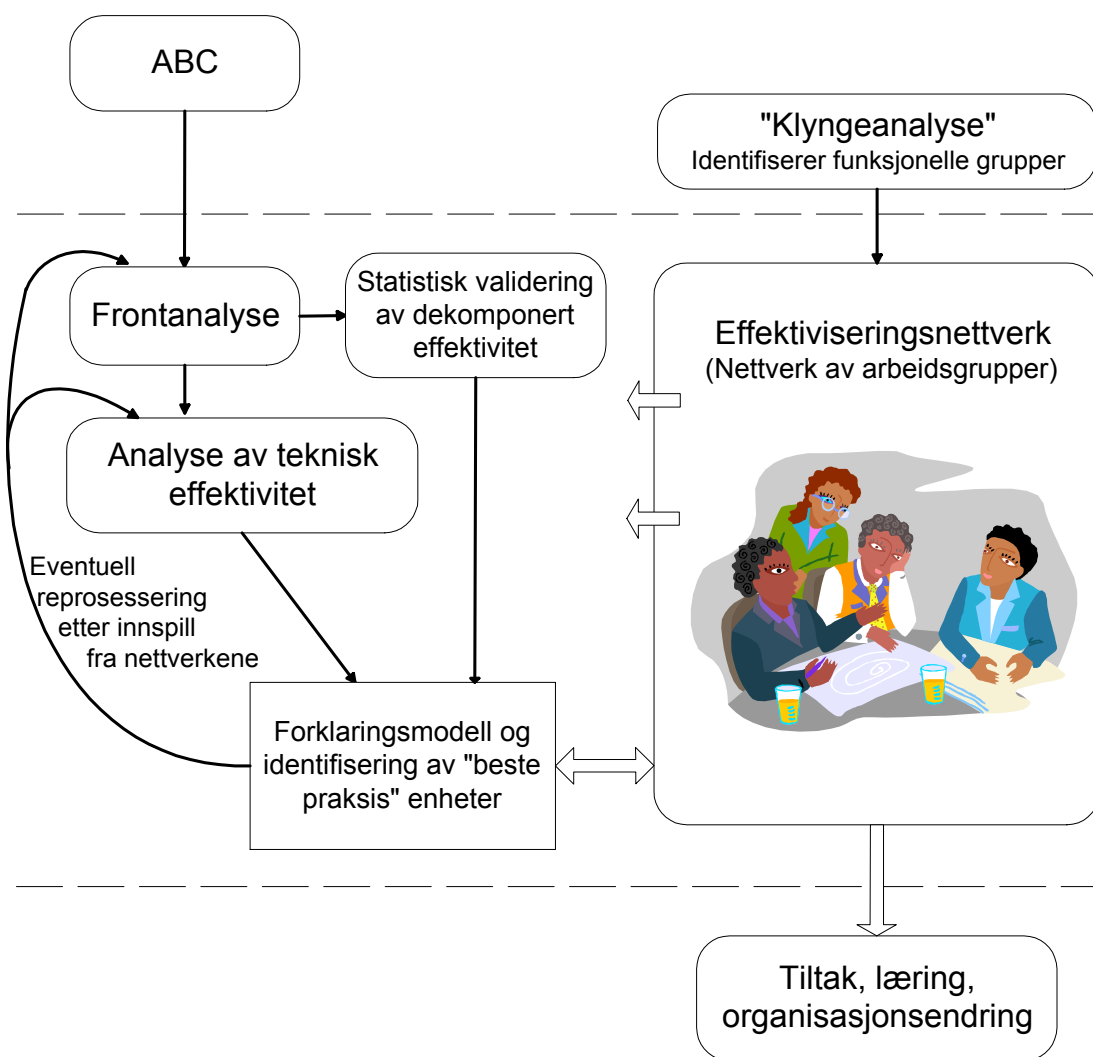 ABC
"Klyngeanalyse"
Identifiserer funksjonelle grupper
Frontanalyse
Statistisk validering
av dekomponert
effektivitet
Effektiviseringsnettverk
(Nettverk av arbeidsgrupper)
Analyse av teknisk
effektivitet
Eventuell
reprosessering
etter innspill
fra nettverkene
Forklaringsmodell og
identifisering av "beste
praksis" enheter
Tiltak, læring,
organisasjonsendring